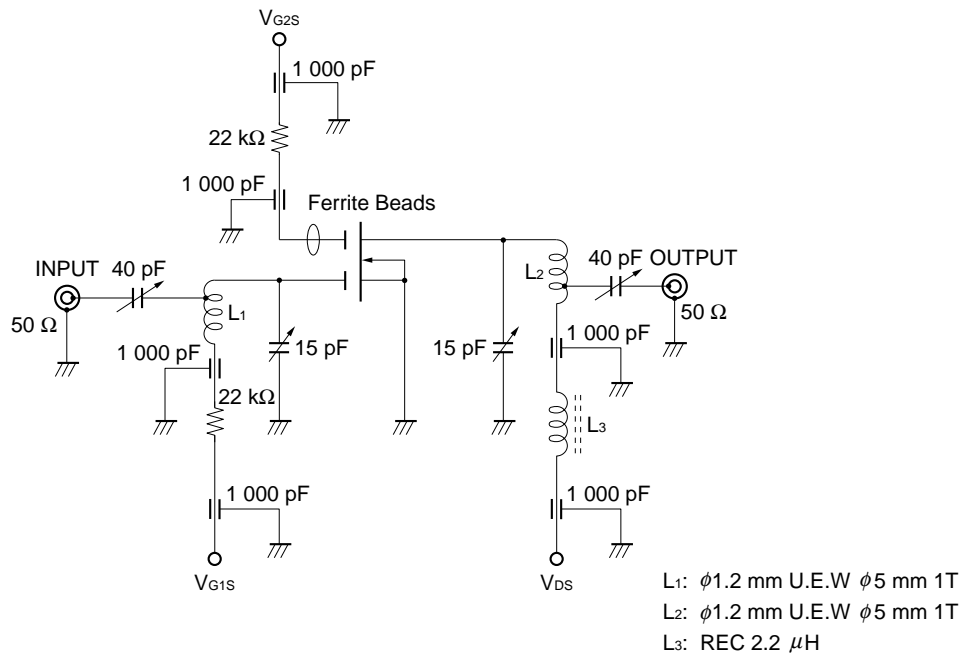 VG2S
1 000 pF
22 kΩ
1 000 pF
Ferrite Beads
INPUT
40 pF
50 Ω
L1
15 pF
1 000 pF
22 kΩ
1 000 pF
VG1S
L2
40 pF
OUTPUT
50 Ω
15 pF
1 000 pF
L3
1 000 pF
VDS
L1: ϕ1.2 mm U.E.W ϕ5 mm 1T
L2: ϕ1.2 mm U.E.W ϕ5 mm 1T
L3: REC 2.2 μH